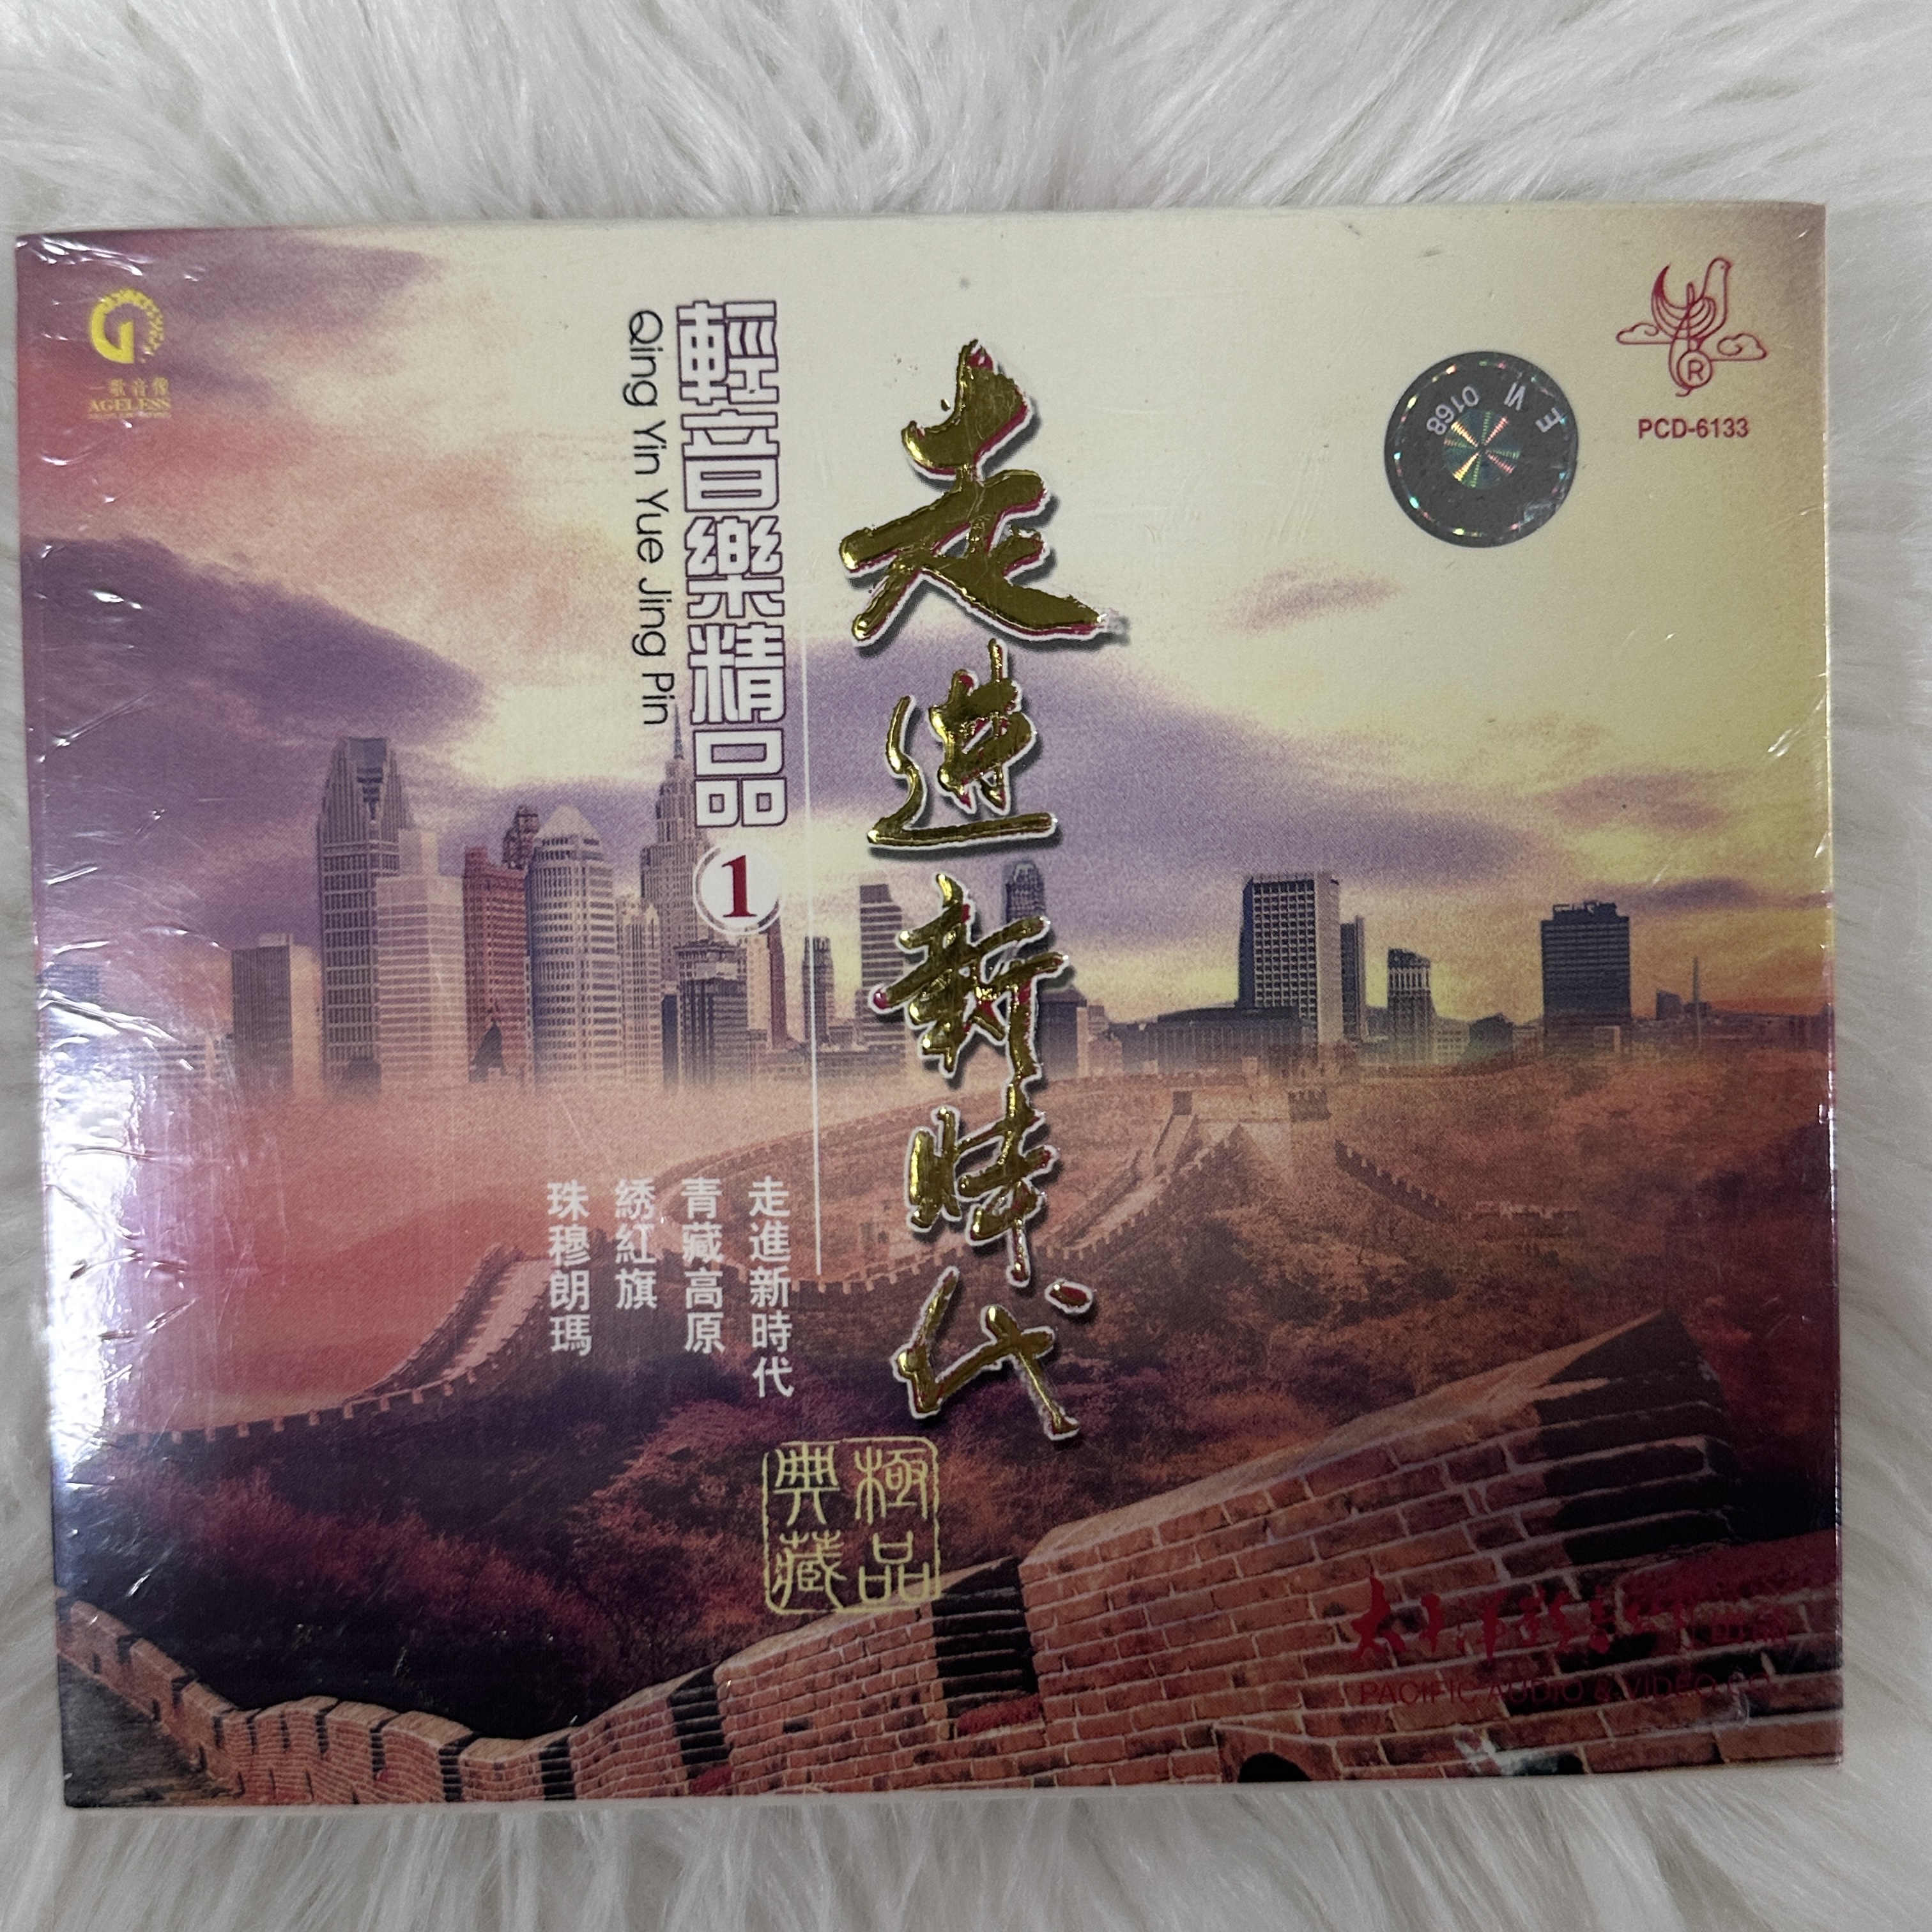 一歌音像
AGELESS
輕音樂精品
Qing Yin Yue Jing Pin
1
走进新時代
走進新時代
青藏高原
綉紅旗
珠穆朗瑪
極品
典藏
0168
R
PCD-6133
PACIFIC AUDIO & VIDEO CO